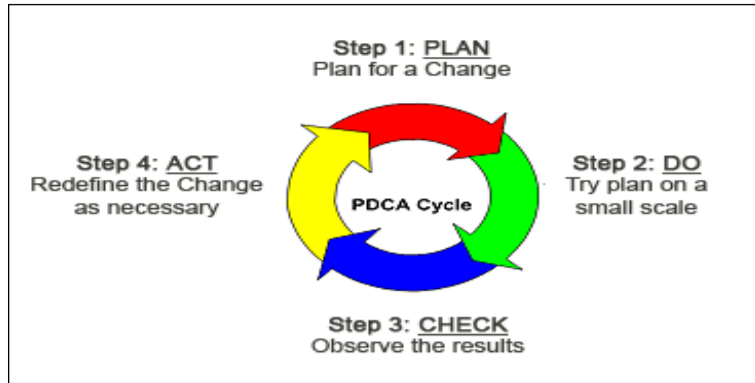 Step 1: PLAN
Plan for a Change
Step 4: ACT
Redefine the Change
as necessary
PDCA Cycle
Step 2: DO
Try plan on a
small scale
Step 3: CHECK
Observe the results